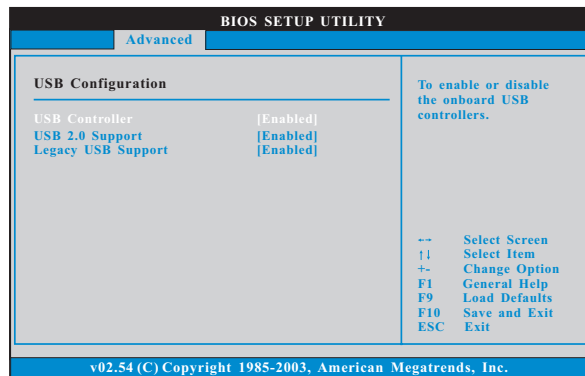 BIOS SETUP UTILITY
Advanced
USB Configuration
USB Controller [Enabled]
USB 2.0 Support [Enabled]
Legacy USB Support [Enabled]
To enable or disable
the onboard USB
controllers.
←→ Select Screen
↑↓ Select Item
+- Change Option
F1 General Help
F9 Load Defaults
F10 Save and Exit
ESC Exit
v02.54 (C) Copyright 1985-2003, American Megatrends, Inc.